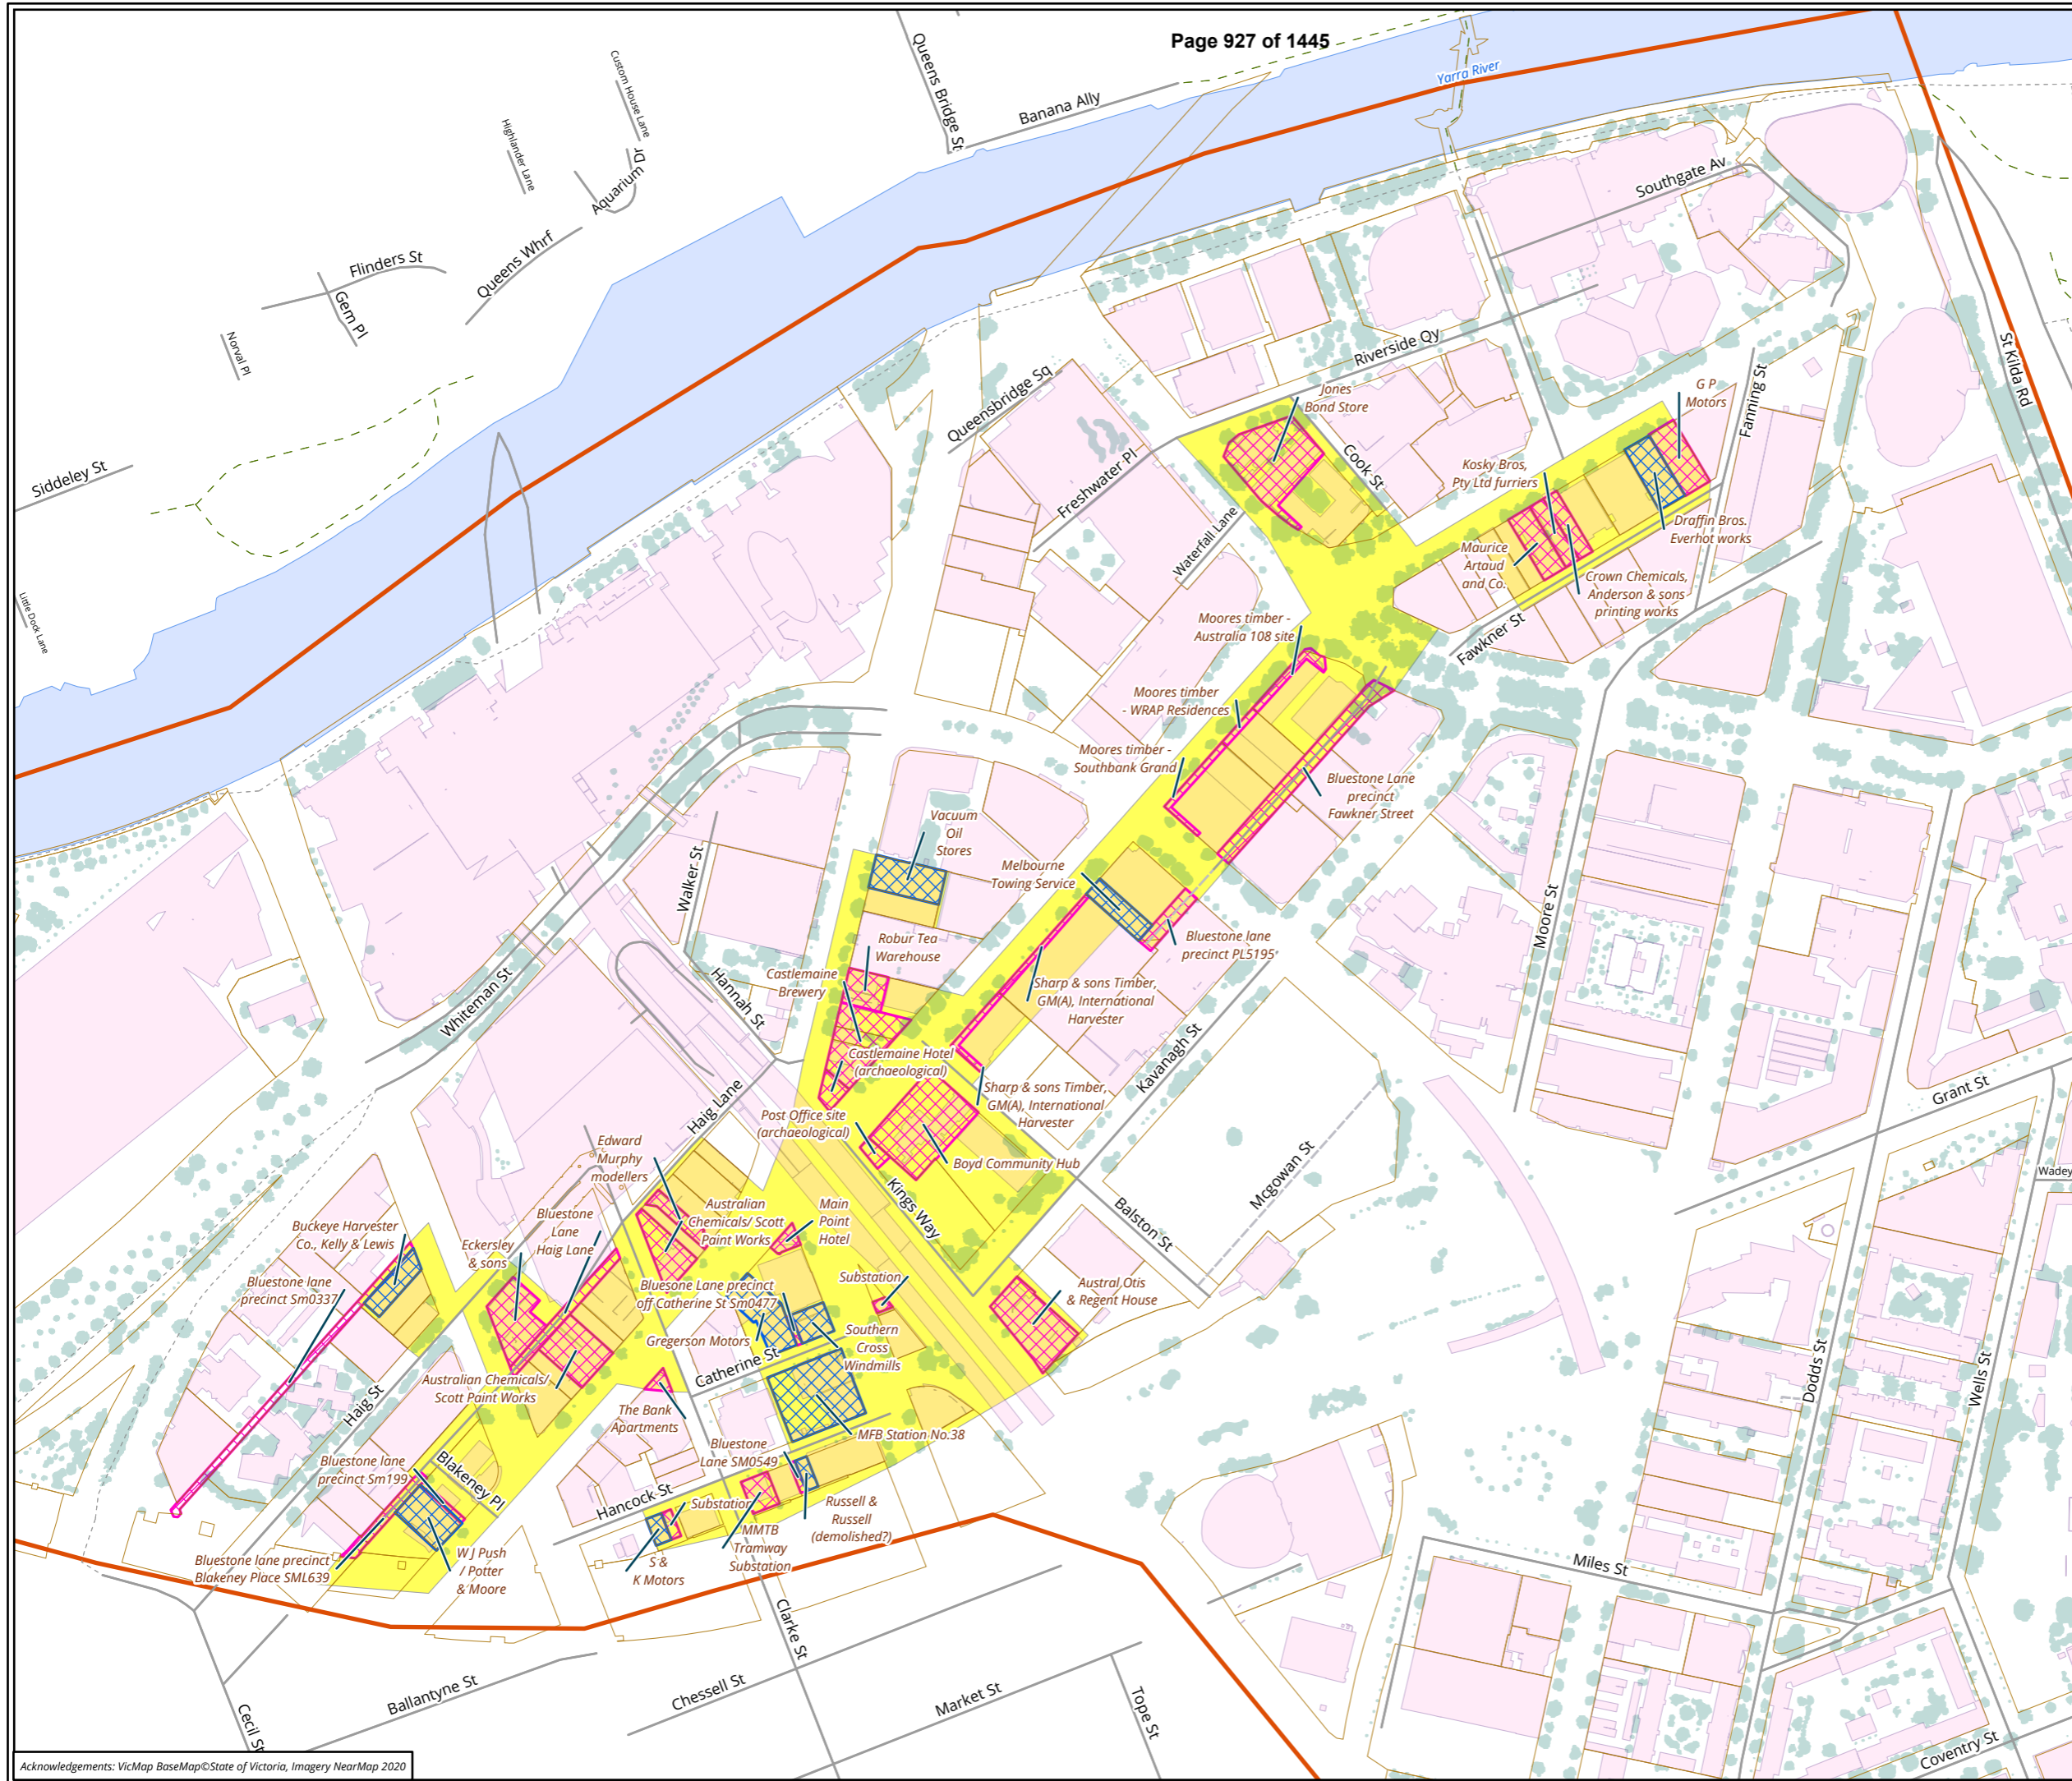 Page 927 of 1445
Yarra River
Queens Bridge St
Banana Ally
Custom House Lane
Highlander Lane
Aquarium Dr
Southgate Av
Flinders St
Queens Whrf
Gem Pl
Norval Pl
St Kilda Rd
Riverside Qy
Queensbridge Sq
Jones
Bond Store
G P
Motors
Fanning St
Siddeley St
Freshwater Pl
Cook St
Kosky Bros,
Pty Ltd furriers
Waterfall Lane
Draffin Bros.
Everhot works
Maurice
Artaud
and Co.
Crown Chemicals,
Anderson & sons
printing works
Little Dock Lane
Moores timber -
Australia 108 site
Fawkner St
Moores timber
- WRAP Residences
Moores timber -
Southbank Grand
Bluestone Lane
precinct
Fawkner Street
Vacuum
Oil
Stores
Melbourne
Towing Service
Walker St
Moore St
Robur Tea
Warehouse
Bluestone lane
precinct PL5195
Castlemaine
Brewery
Hannah St
Whiteman St
Sharp & sons Timber,
GM(A), International
Harvester
Kavanagh St
Castlemaine Hotel
(archaeological)
Grant St
Haig Lane
Sharp & sons Timber,
GM(A), International
Harvester
Post Office site
(archaeological)
Edward
Murphy
modellers
Boyd Community Hub
Mcgowan St
Wadey
Kings Way
Balston St
Australian
Chemicals/ Scott
Paint Works
Main
Point
Hotel
Bluestone
Lane
Haig Lane
Buckeye Harvester
Co., Kelly & Lewis
Eckersley
& sons
Bluestone lane
precinct Sm0337
Bluesone Lane precinct
off Catherine St Sm0477
Substation
Austral Otis
& Regent House
Gregerson Motors
Southern
Cross
Windmills
Catherine St
Dodds St
Wells St
Australian Chemicals/
Scott Paint Works
Haig St
The Bank
Apartments
MFB Station No.38
Bluestone
Lane SM0549
Bluestone lane
precinct Sm199
Blakeney Pl
Hancock St
Substation
Russell &
Russell
(demolished?)
MMTB
Tramway
Substation
S &
K Motors
W J Push
/ Potter
& Moore
Bluestone lane precinct
Blakeney Place SML639
Miles St
Clarke St
Ballantyne St
Chessell St
Market St
Tope St
Cecil St
Coventry St
Acknowledgements: VicMap BaseMap©State of Victoria, Imagery NearMap 2020